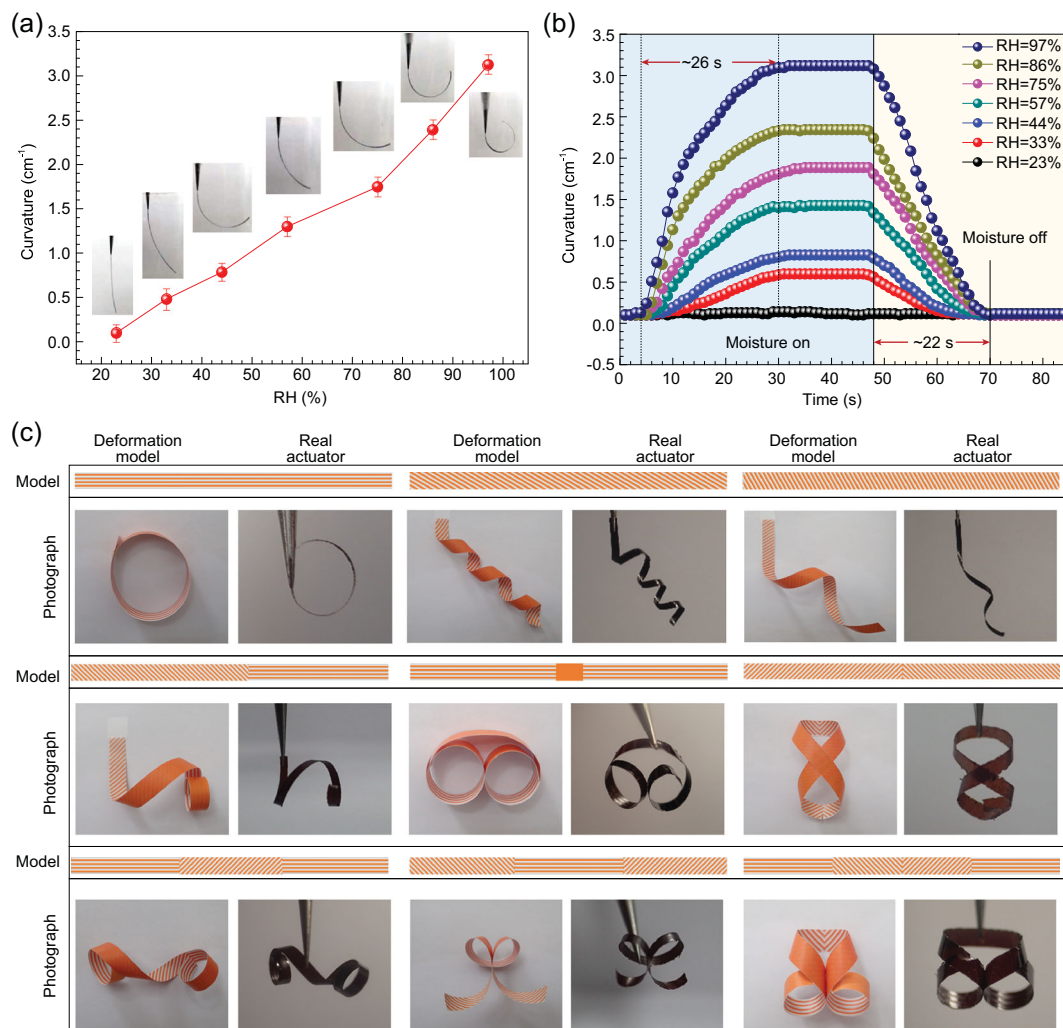 (a)
3.5
3.0
2.5
2.0
1.5
1.0
0.5
0.0
Curvature (cm-1)
20 30 40 50 60 70 80 90 100
RH (%)
(b)
3.5
3.0
2.5
2.0
1.5
1.0
0.5
0.0
-0.5
Curvature (cm-1)
~26 s
RH=97%
RH=86%
RH=75%
RH=57%
RH=44%
RH=33%
RH=23%
Moisture off
Moisture on
~22 s
0 10 20 30 40 50 60 70 80
Time (s)
(c)
Deformation model
Real actuator
Deformation model
Real actuator
Deformation model
Real actuator
Model
Photograph
Model
Photograph
Model
Photograph